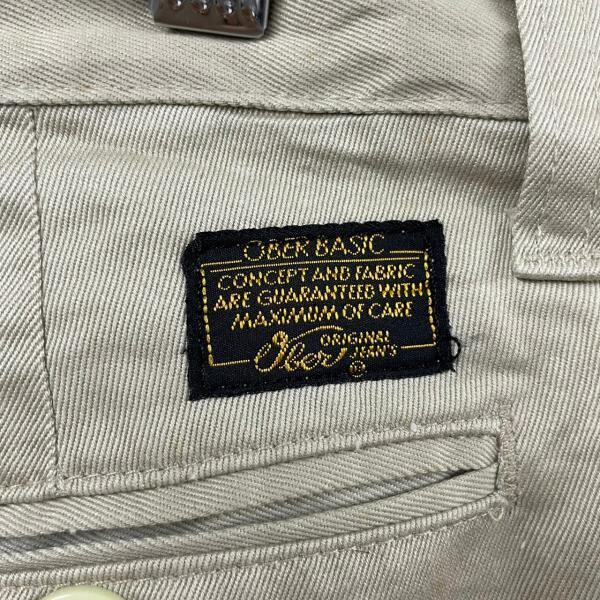 OBER BASIC
CONCEPT AND FABRIC
ARE GUARANTEED WITH
MAXIMUM OF CARE
Ober ORIGINAL
JEANS
®